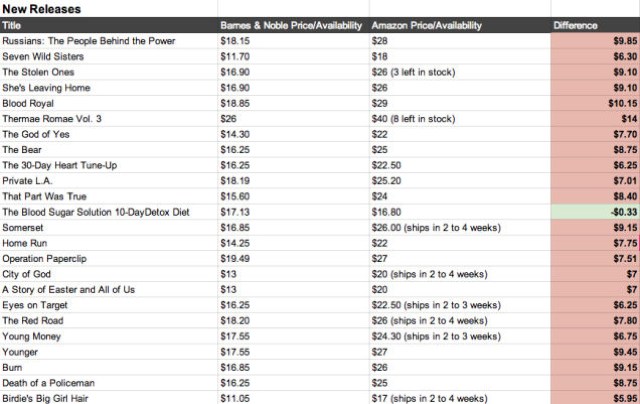 New Releases
Title Barnes & Noble Price/Availability Amazon Price/Availability Difference
Russians: The People Behind the Power $18.15 $28 $9.85
Seven Wild Sisters $11.70 $18 $6.30
The Stolen Ones $16.90 $26 (3 left in stock) $9.10
She's Leaving Home $16.90 $26 $9.10
Blood Royal $18.85 $29 $10.15
Thermae Romae Vol. 3 $26 $40 (8 left in stock) $14
The God of Yes $14.30 $22 $7.70
The Bear $16.25 $25 $8.75
The 30-Day Heart Tune-Up $16.25 $22.50 $6.25
Private L.A. $18.19 $25.20 $7.01
That Part Was True $15.60 $24 $8.40
The Blood Sugar Solution 10-DayDetox Diet $17.13 $16.80 -$0.33
Somerset $16.85 $26.00 (ships in 2 to 4 weeks) $9.15
Home Run $14.25 $22 $7.75
Operation Paperclip $19.49 $27 $7.51
City of God $13 $20 (ships in 2 to 4 weeks) $7
A Story of Easter and All of Us $13 $20 $7
Eyes on Target $16.25 $22.50 (ships in 2 to 3 weeks) $6.25
The Red Road $18.20 $26 (ships in 2 to 4 weeks) $7.80
Young Money $17.55 $24.30 (ships in 2 to 3 weeks) $6.75
Younger $17.55 $27 $9.45
Burn $16.85 $26 $9.15
Death of a Policeman $16.25 $25 $8.75
Birdie's Big Girl Hair $11.05 $17 (ships in 2 to 4 weeks) $5.95